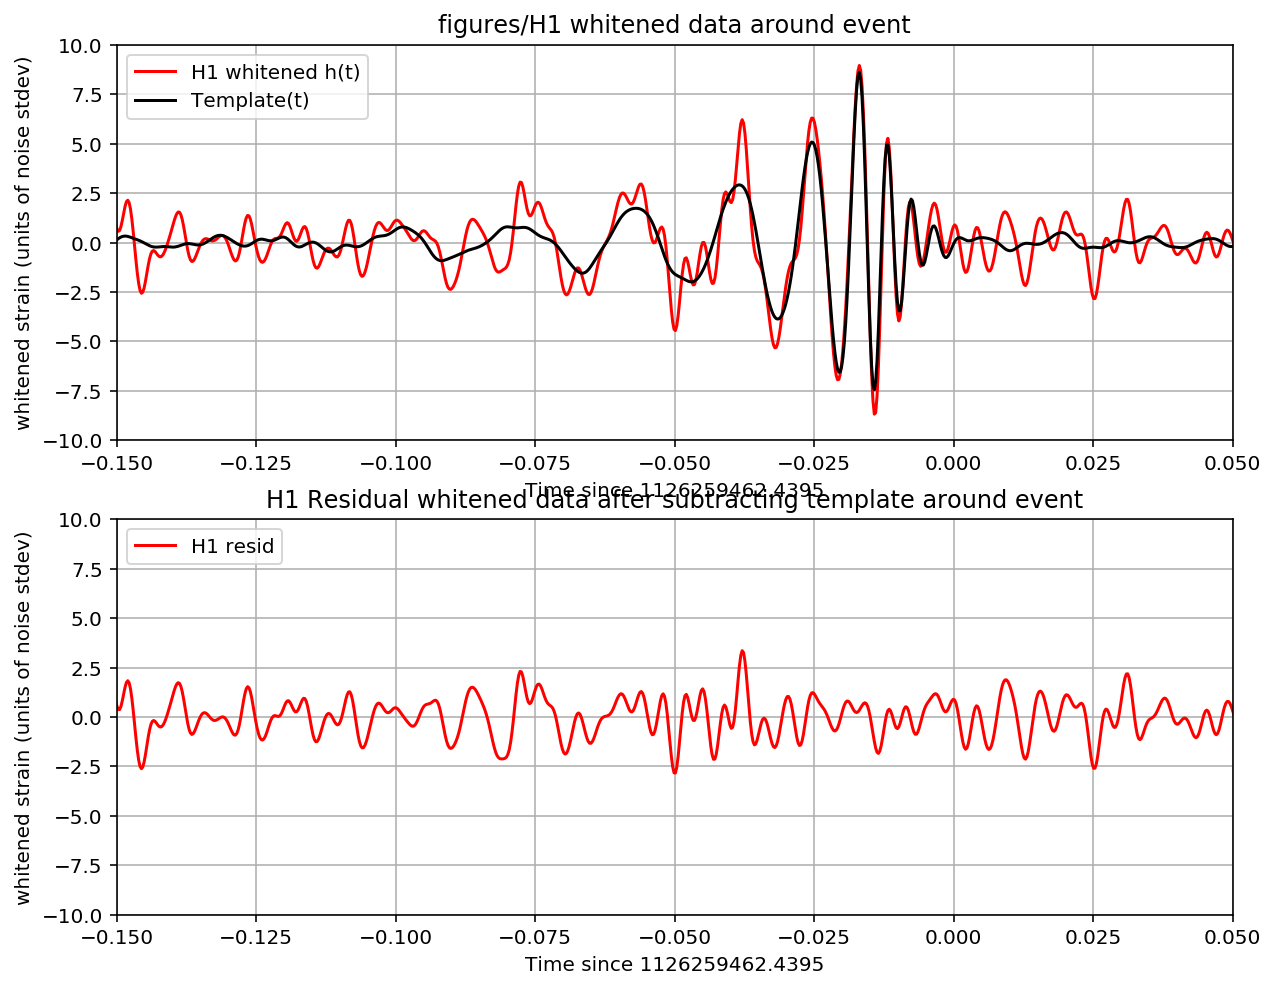 figures/H1 whitened data around event
whitened strain (units of noise stdev)
10.0
7.5
5.0
2.5
0.0
−2.5
−5.0
−7.5
−10.0
H1 whitened h(t)
Template(t)
−0.150 −0.125 −0.100 −0.075 −0.050 −0.025 0.000 0.025 0.050
Time since 1126259462.4395
H1 Residual whitened data after subtracting template around event
whitened strain (units of noise stdev)
10.0
7.5
5.0
2.5
0.0
−2.5
−5.0
−7.5
−10.0
H1 resid
−0.150 −0.125 −0.100 −0.075 −0.050 −0.025 0.000 0.025 0.050
Time since 1126259462.4395